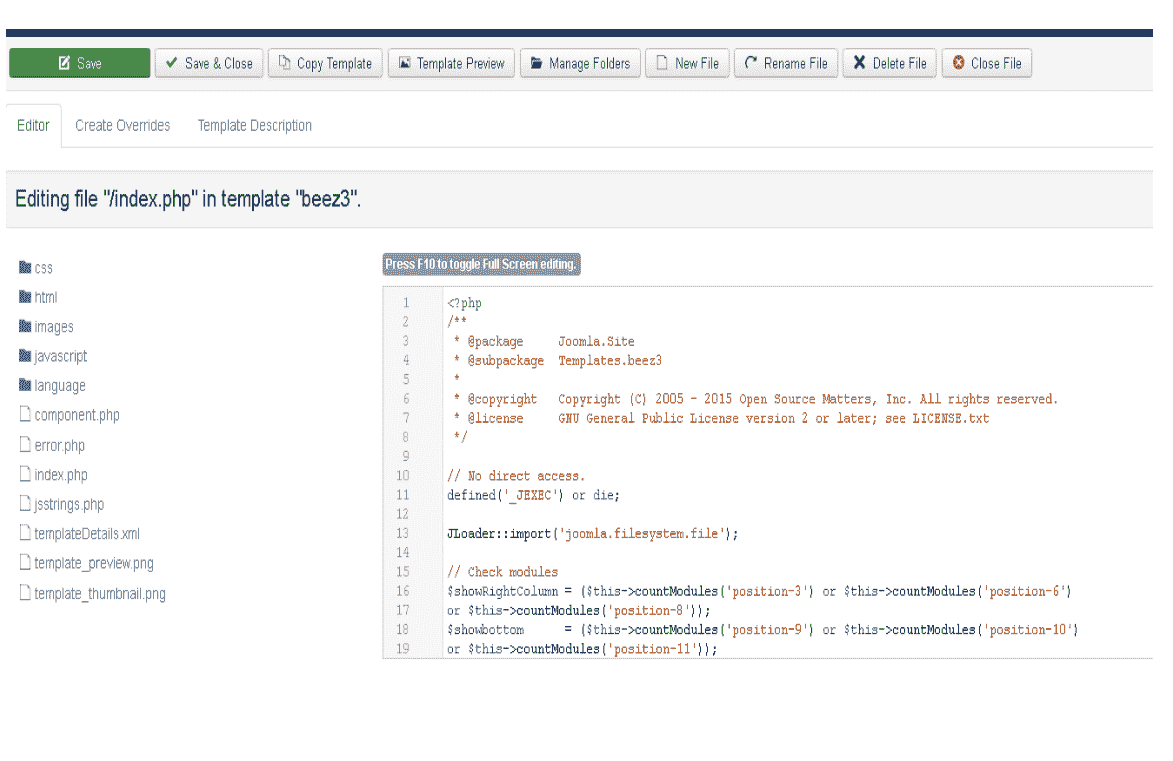 Save Save & Close Copy Template Template Preview Manage Folders New File Rename File Delete File Close File
Editor Create Overrides Template Description
Editing file "/index.php" in template "beez3".
css
html
images
javascript
language
component.php
error.php
index.php
jsstrings.php
templateDetails.xml
template_preview.png
template_thumbnail.png
Press F10 to toggle Full Screen editing.
1 <?php
2 /**
3 * @package Joomla.Site
4 * @subpackage Templates.beez3
5 *
6 * @copyright Copyright (C) 2005 - 2015 Open Source Matters, Inc. All rights reserved.
7 * @license GNU General Public License version 2 or later; see LICENSE.txt
8 */
9
10 // No direct access.
11 defined('_JEXEC') or die;
12
13 JLoader::import('joomla.filesystem.file');
14
15 // Check modules
16 $showRightColumn = ($this->countModules('position-3') or $this->countModules('position-6')
17 or $this->countModules('position-8'));
18 $showbottom = ($this->countModules('position-9') or $this->countModules('position-10')
19 or $this->countModules('position-11'));